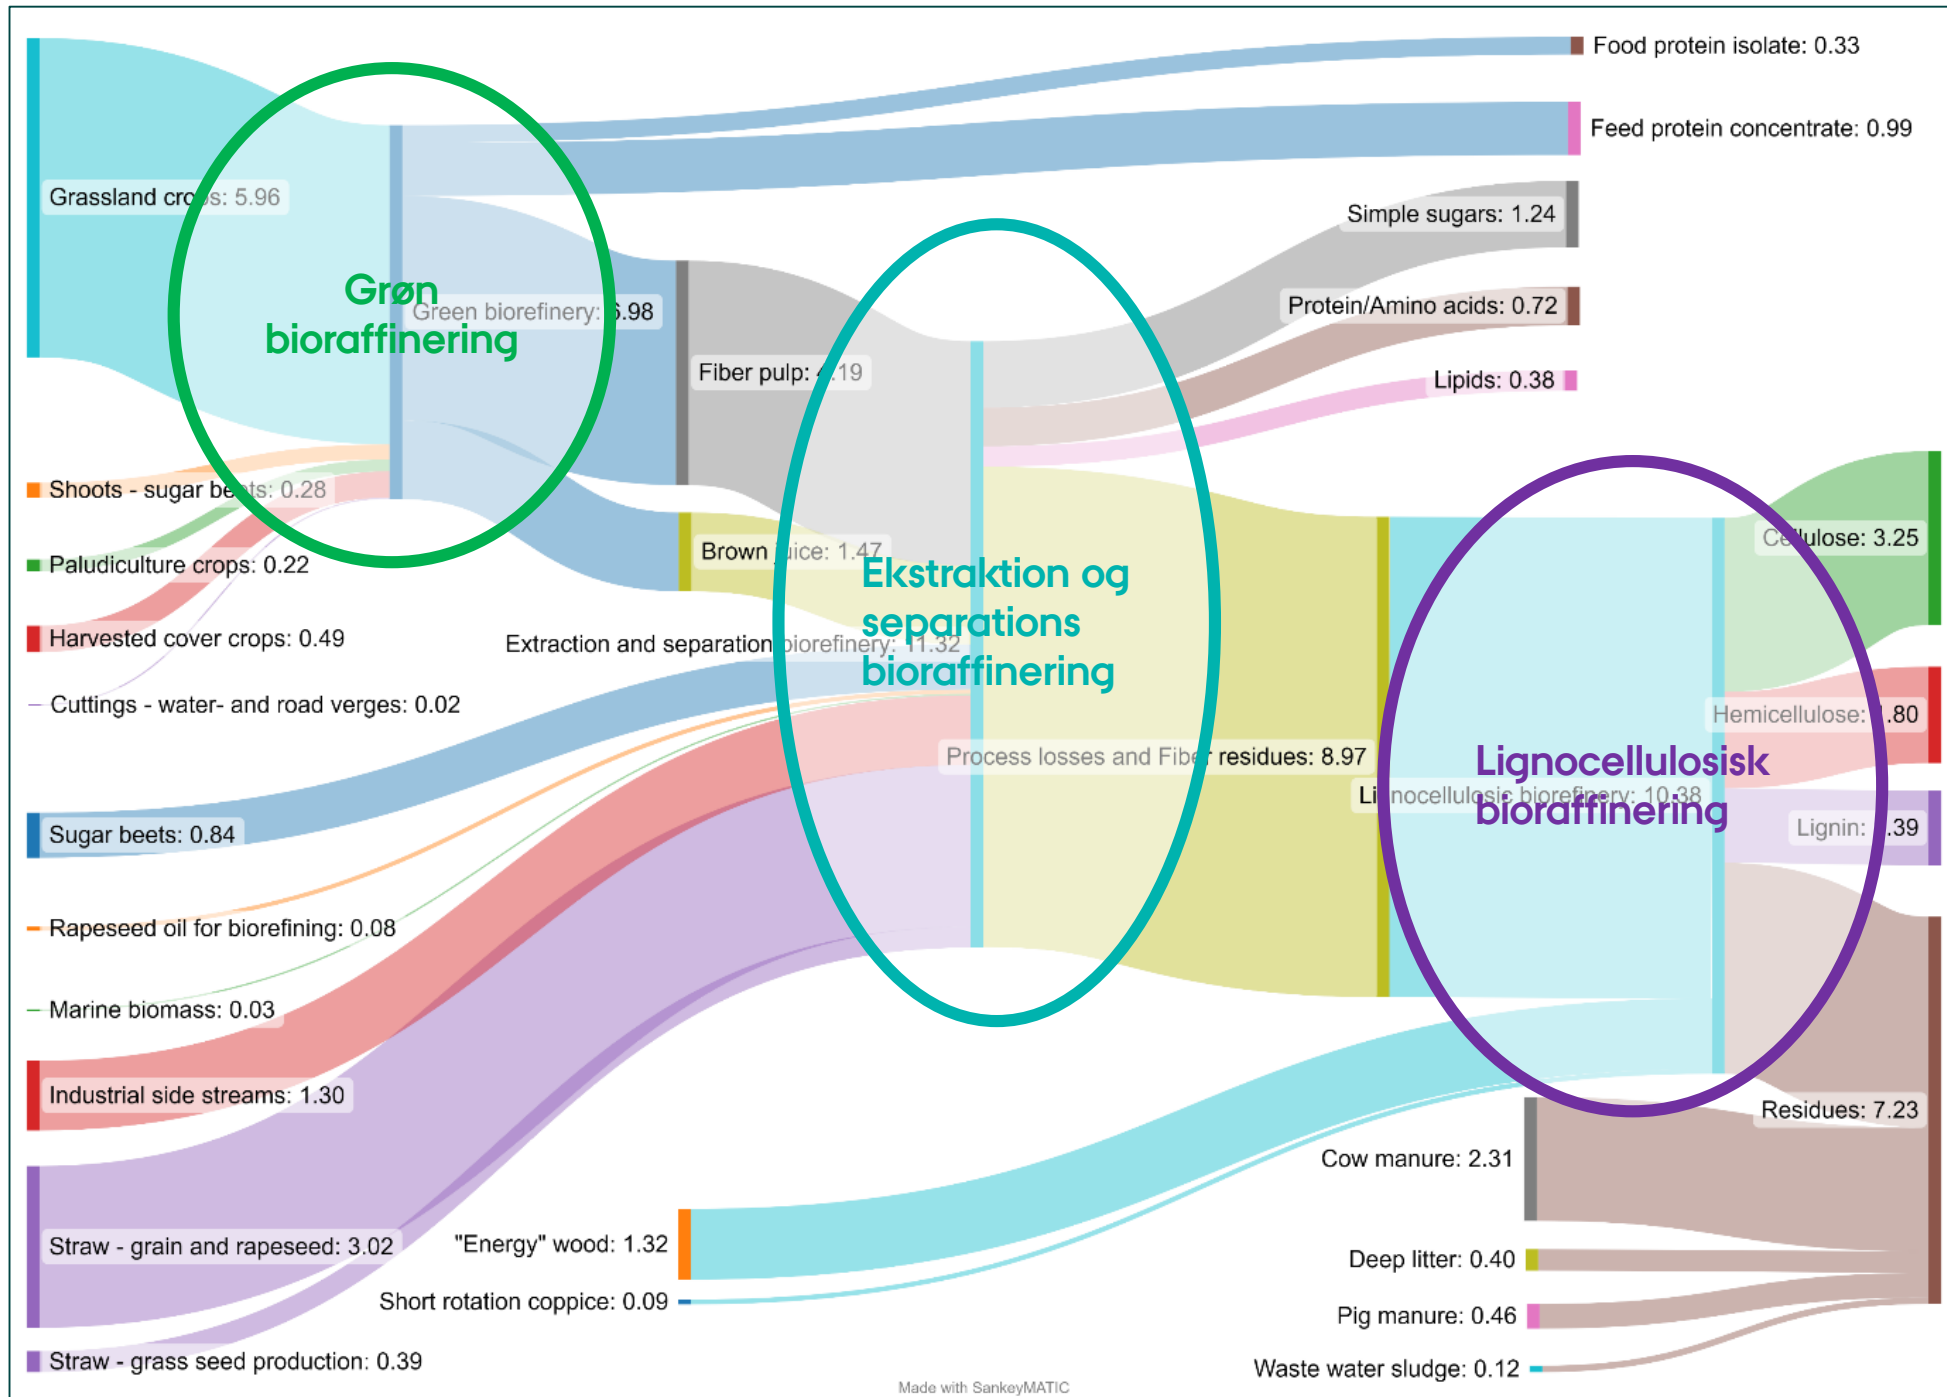 Food protein isolate: 0.33
Feed protein concentrate: 0.99
Grassland crops: 5.96
Simple sugars: 1.24
Grøn
bioraffinering
Green biorefinery: 6.98
Protein/Amino acids: 0.72
Fiber pulp: 4.19
Lipids: 0.38
Shoots - sugar beets: 0.28
Cellulose: 3.25
Brown juice: 1.47
Paludiculture crops: 0.22
Ekstraktion og
separations
bioraffinering
Harvested cover crops: 0.49
Extraction and separation biorefinery: 11.32
Cuttings - water- and road verges: 0.02
Hemicellulose: 1.80
Process losses and Fiber residues: 8.97
Lignocellulosisk
bioraffinering
Lignocellulosic biorefinery: 10.38
Sugar beets: 0.84
Lignin: 1.39
Rapeseed oil for biorefining: 0.08
Marine biomass: 0.03
Industrial side streams: 1.30
Residues: 7.23
Cow manure: 2.31
Straw - grain and rapeseed: 3.02
"Energy" wood: 1.32
Deep litter: 0.40
Short rotation coppice: 0.09
Pig manure: 0.46
Straw - grass seed production: 0.39
Waste water sludge: 0.12
Made with SankeyMATIC